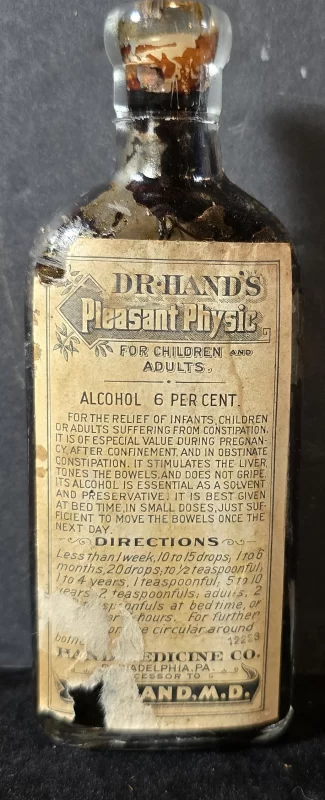 DR. HAND'S
Pleasant Physic
FOR CHILDREN AND
ADULTS.
ALCOHOL 6 PER CENT.
FOR THE RELIEF OF INFANTS, CHILDREN
OR ADULTS SUFFERING FROM CONSTIPATION.
IT IS OF ESPECIAL VALUE DURING PREGNAN-
CY, AFTER CONFINEMENT, AND IN OBSTINATE
CONSTIPATION. IT STIMULATES THE LIVER,
TONES THE BOWELS, AND DOES NOT GRIPE.
ITS ALCOHOL IS ESSENTIAL AS A SOLVENT
AND PRESERVATIVE. IT IS BEST GIVEN
AT BED TIME, IN SMALL DOSES, JUST SUF-
FICIENT TO MOVE THE BOWELS ONCE THE
NEXT DAY.
DIRECTIONS
Less than 1 week, 10 to 15 drops; 1 to 6
months, 20 drops, to 1/2 teaspoonful;
1 to 4 years, 1 teaspoonful; 5 to 10
years 2 teaspoonfuls, adults, 2
at bed time, or
hours. For further
circular around
HAND MEDICINE CO.
ADELPHIA, PA.
CESSOR TO
HAND, M.D.